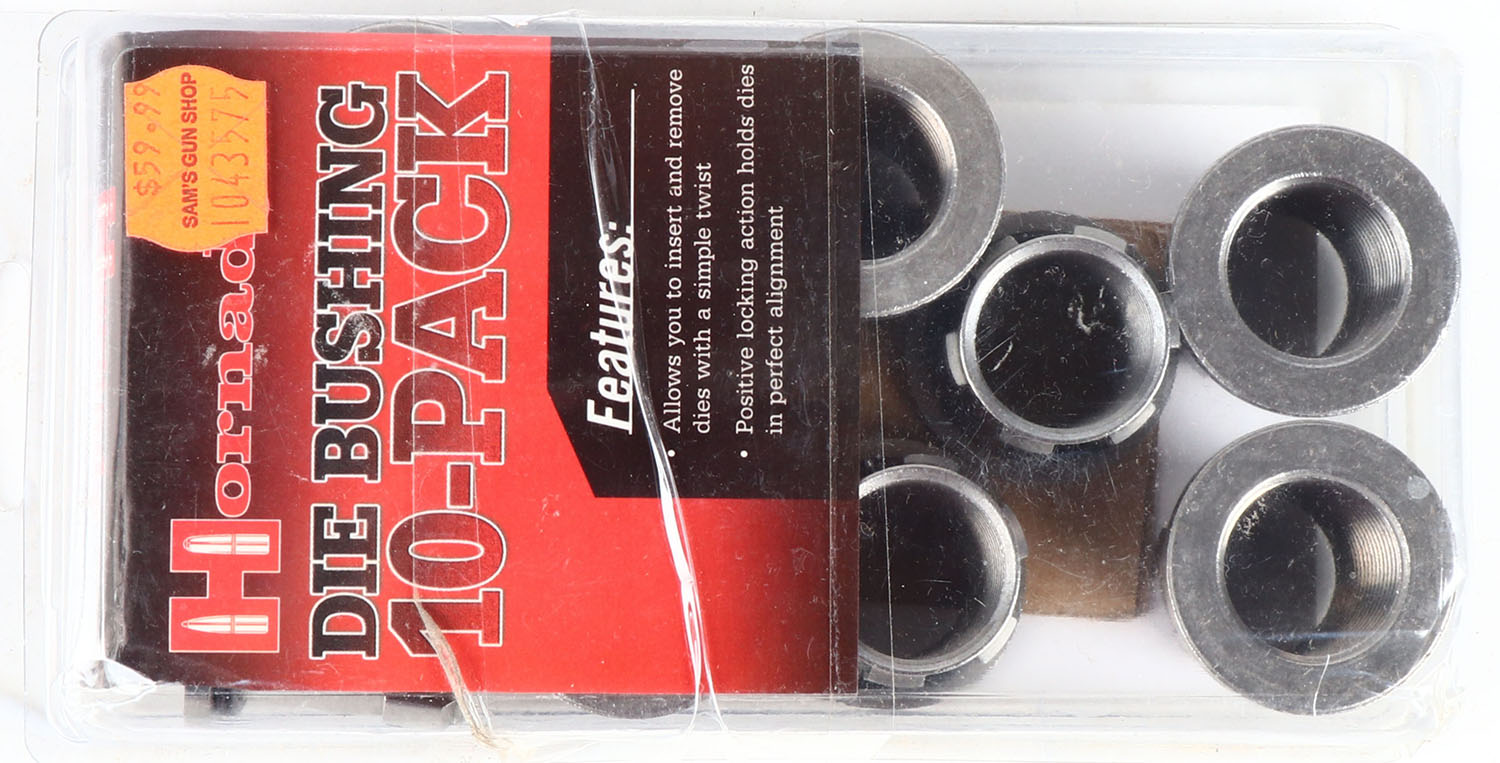 $59.99
SAM'S GUN SHOP
1043575
Hornad
DIE BUSHING
10-PACK
Features:
• Allows you to insert and remove
dies with a simple twist
• Positive locking action holds dies
in perfect alignment